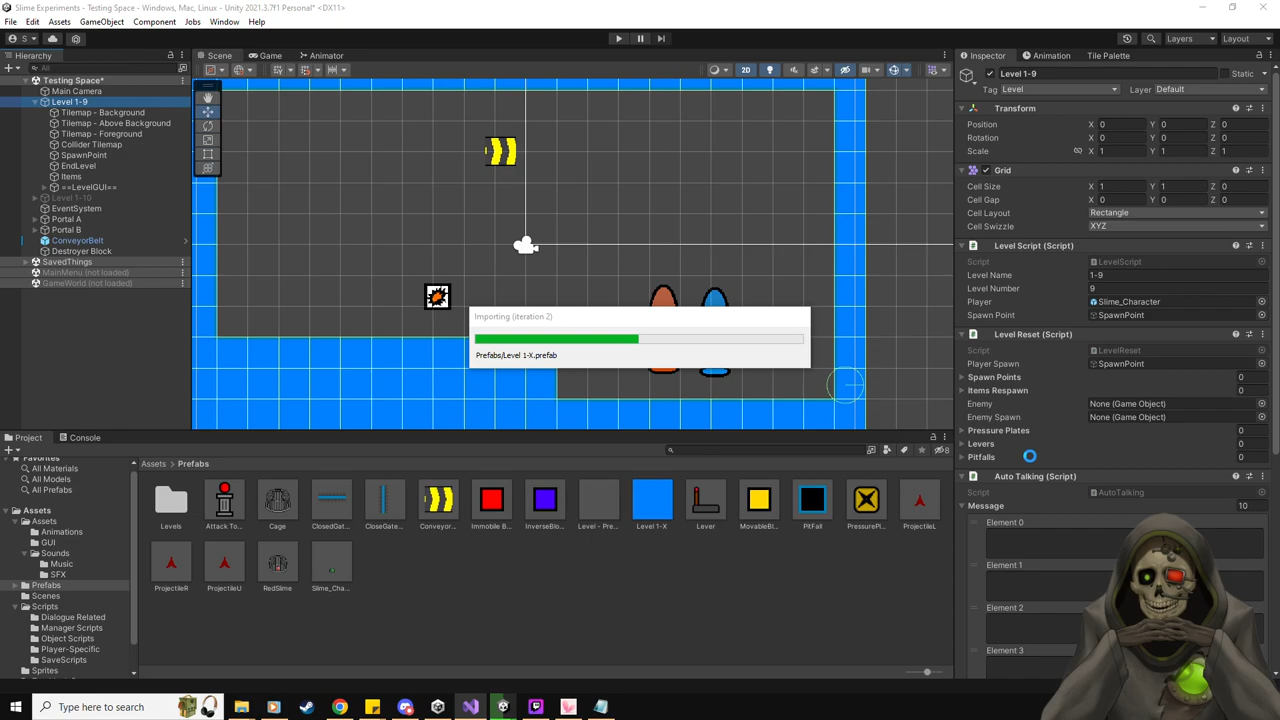 Slime Experiments - Testing Space - Windows, Mac, Linux - Unity 2021.3.7f1 Personal* <DX11>
File Edit Assets GameObject Component Jobs Window Help
S Layers Layout
Hierarchy Scene Game Animator Inspector Animation Tile Palette
All 2D
Testing Space*
Main Camera
Level 1-9
Tilemap - Background
Tilemap - Above Background
Tilemap - Foreground
Collider Tilemap
SpawnPoint
EndLevel
Items
==LevelGUI==
Level 1-10
EventSystem
Portal A
Portal B
ConveyorBelt
Destroyer Block
SavedThings
MainMenu (not loaded)
GameWorld (not loaded)
Importing (iteration 2)
Prefabs/Level 1-X.prefab
Level 1-9 Static
Tag Level Layer Default
Transform
Position X 0 Y 0 Z 0
Rotation X 0 Y 0 Z 0
Scale X 1 Y 1 Z 1
Grid
Cell Size X 1 Y 1 Z 0
Cell Gap X 0 Y 0 Z 0
Cell Layout Rectangle
Cell Swizzle XYZ
Level Script (Script)
Script LevelScript
Level Name 1-9
Level Number 9
Player Slime_Character
Spawn Point SpawnPoint
Level Reset (Script)
Script LevelReset
Player Spawn SpawnPoint
Spawn Points 0
Items Respawn 0
Enemy None (Game Object)
Enemy Spawn None (Game Object)
Pressure Plates 0
Levers 0
Pitfalls 0
Auto Talking (Script)
Script AutoTalking
Message 10
Element 0
Element 1
Element 2
Element 3
Project Console
8
Favorites
All Materials
All Models
All Prefabs
Assets
Assets
Animations
GUI
Sounds
Music
SFX
Prefabs
Scenes
Scripts
Dialogue Related
Manager Scripts
Object Scripts
Player-Specific
SaveScripts
Sprites
Assets > Prefabs
Levels Attack To... Cage ClosedGat... CloseGate... Conveyor... Immobile B... InverseBlo... Level - Pre... Level 1-X Lever MovableBl... PitFall PressurePl... ProjectileL
ProjectileR ProjectileU RedSlime Slime_Cha...
Type here to search